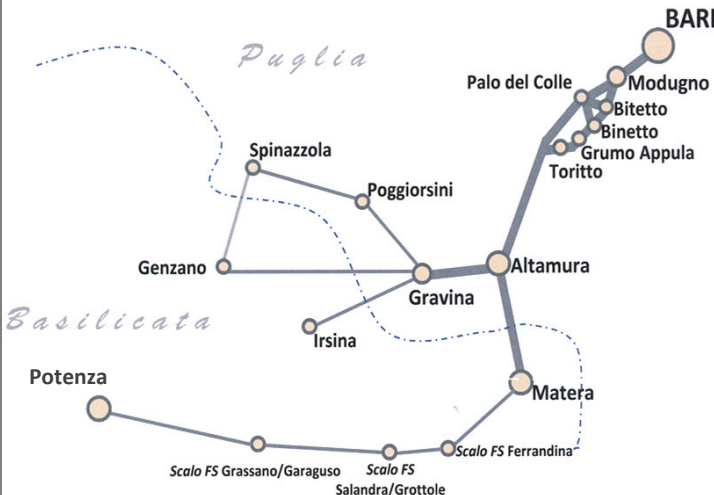 BARI
Puglia
Palo del Colle
Modugno
Bitetto
Binetto
Grumo Appula
Toritto
Spinazzola
Poggiorsini
Genzano
Altamura
Gravina
Basilicata
Irsina
Potenza
Matera
Scalo FS Ferrandina
Scalo FS Grassano/Garaguso
Scalo FS
Salandra/Grottole